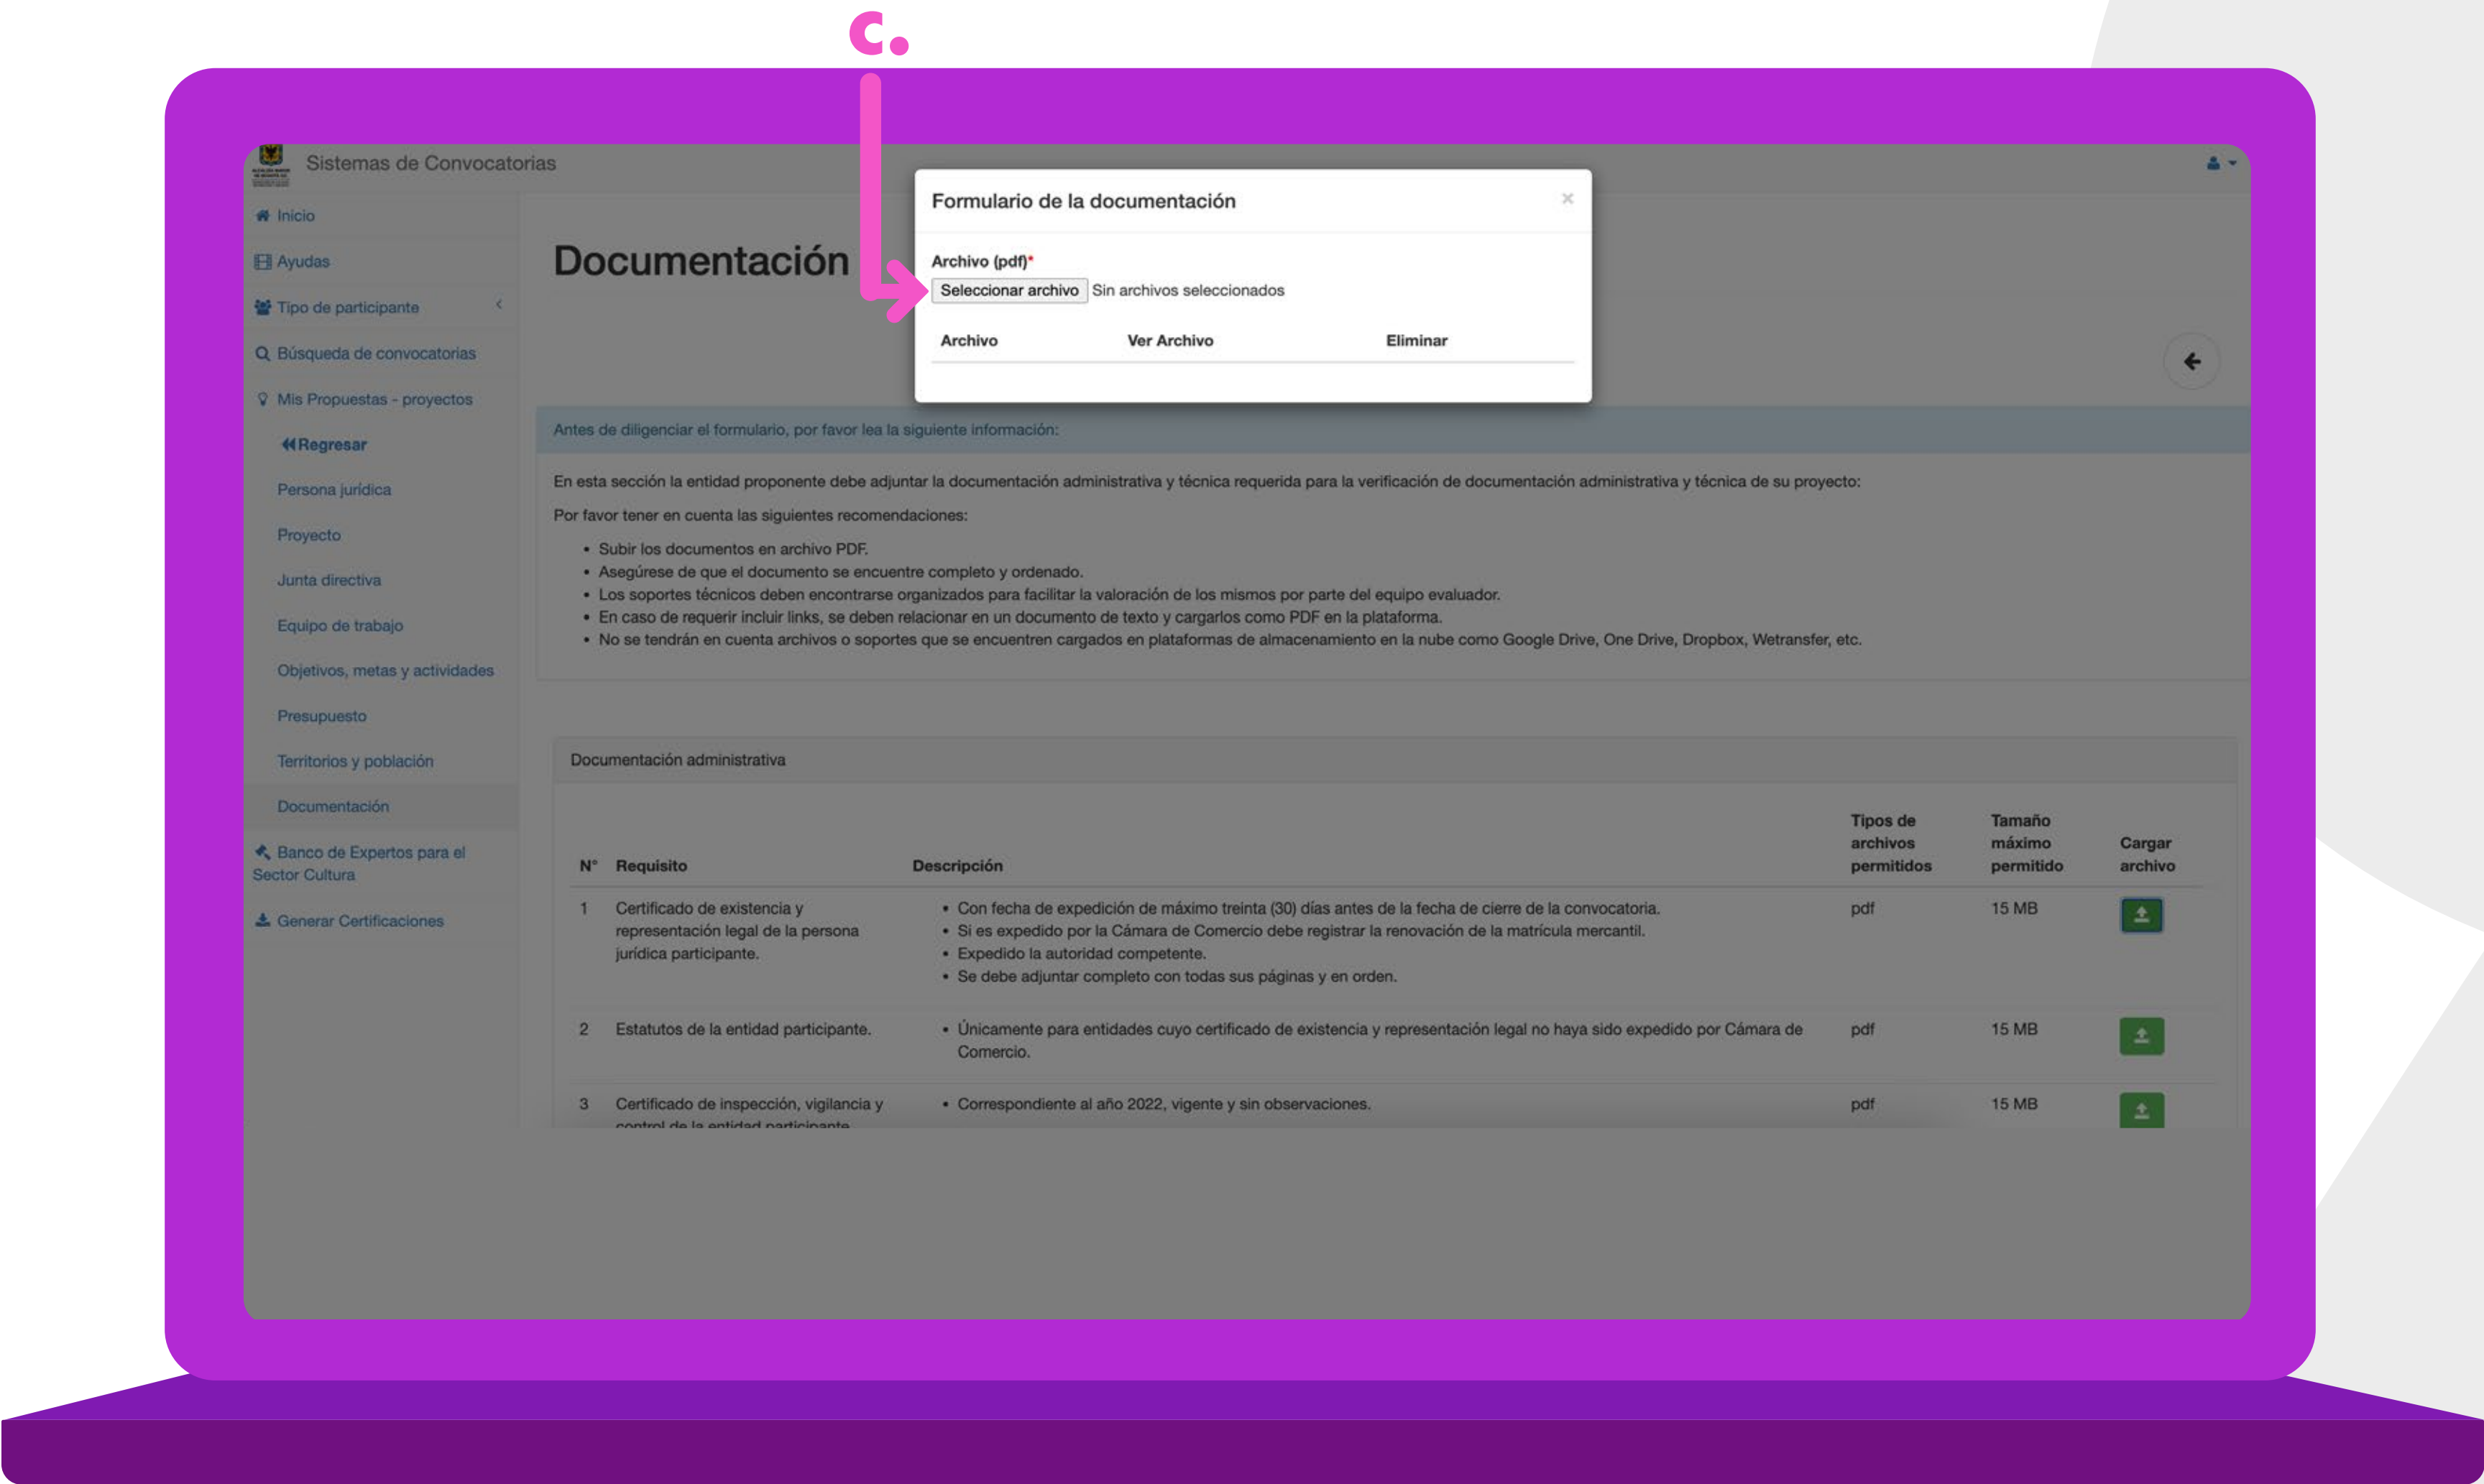 c.
Sistemas de Convocatorias
Formulario de la documentación
×
Archivo (pdf)*
Seleccionar archivo Sin archivos seleccionados
Archivo Ver Archivo Eliminar
Inicio
Ayudas
Tipo de participante
Búsqueda de convocatorias
Mis Propuestas - proyectos
Regresar
Persona jurídica
Proyecto
Junta directiva
Equipo de trabajo
Objetivos, metas y actividades
Presupuesto
Territorios y población
Documentación
Banco de Expertos para el
Sector Cultura
Generar Certificaciones
Documentación
Antes de diligenciar el formulario, por favor lea la siguiente información:
En esta sección la entidad proponente debe adjuntar la documentación administrativa y técnica requerida para la verificación de documentación administrativa y técnica de su proyecto:
Por favor tener en cuenta las siguientes recomendaciones:
• Subir los documentos en archivo PDF.
• Asegúrese de que el documento se encuentre completo y ordenado.
• Los soportes técnicos deben encontrarse organizados para facilitar la valoración de los mismos por parte del equipo evaluador.
• En caso de requerir incluir links, se deben relacionar en un documento de texto y cargarlos como PDF en la plataforma.
• No se tendrán en cuenta archivos o soportes que se encuentren cargados en plataformas de almacenamiento en la nube como Google Drive, One Drive, Dropbox, Wetransfer, etc.
Documentación administrativa
N° Requisito Descripción
Tipos de
archivos
permitidos
Tamaño
máximo
permitido
Cargar
archivo
1
Certificado de existencia y
representación legal de la persona
jurídica participante.
• Con fecha de expedición de máximo treinta (30) días antes de la fecha de cierre de la convocatoria.
• Si es expedido por la Cámara de Comercio debe registrar la renovación de la matrícula mercantil.
• Expedido la autoridad competente.
• Se debe adjuntar completo con todas sus páginas y en orden.
pdf
15 MB
2
Estatutos de la entidad participante.
• Únicamente para entidades cuyo certificado de existencia y representación legal no haya sido expedido por Cámara de
Comercio.
pdf
15 MB
3
Certificado de inspección, vigilancia y
control de la entidad participante
• Correspondiente al año 2022, vigente y sin observaciones.
pdf
15 MB